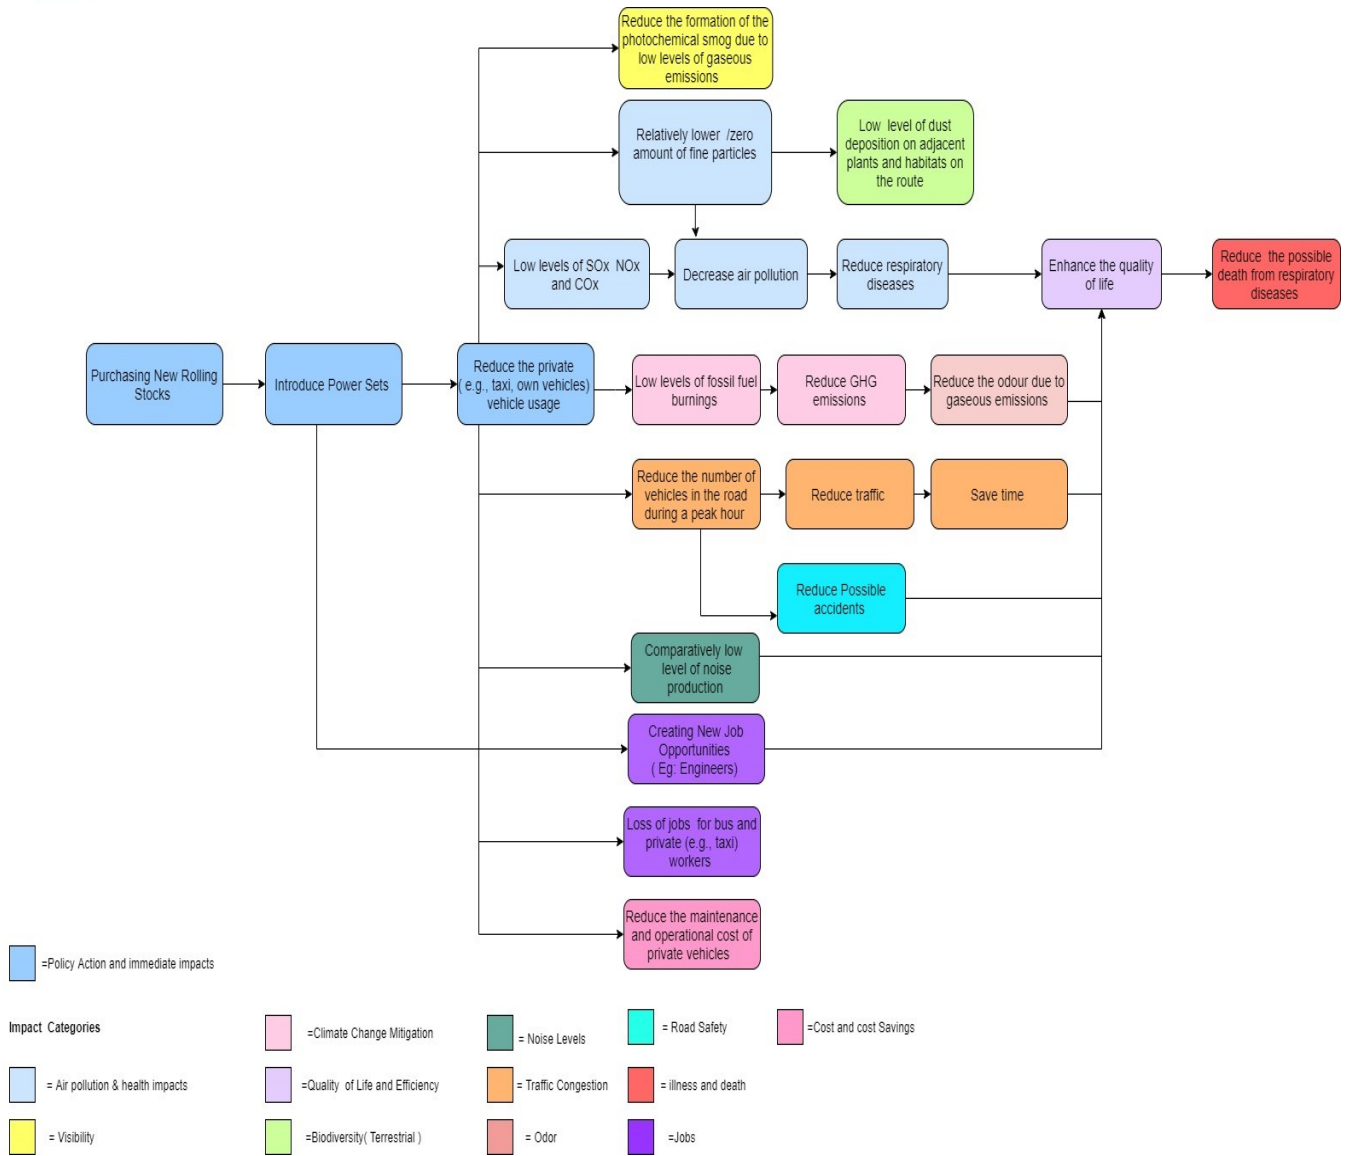 Reduce the formation of the
photochemical smog due to
low levels of gaseous
emissions
Relatively lower /zero
amount of fine particles
Low level of dust
deposition on adjacent
plants and habitats on
the route
Low levels of SOx NOx
and COx
Decrease air pollution
Reduce respiratory
diseases
Enhance the quality
of life
Reduce the possible
death from respiratory
diseases
Purchasing New Rolling
Stocks
Introduce Power Sets
Reduce the private
( e.g., taxi, own vehicles)
vehicle usage
Low levels of fossil fuel
burnings
Reduce GHG
emissions
Reduce the odour due to
gaseous emissions
Reduce the number of
vehicles in the road
during a peak hour
Reduce traffic
Save time
Reduce Possible
accidents
Comparatively low
level of noise
production
Creating New Job
Opportunities
( Eg: Engineers)
Loss of jobs for bus and
private (e.g., taxi)
workers
Reduce the maintenance
and operational cost of
private vehicles
=Policy Action and immediate impacts
Impact Categories
=Climate Change Mitigation
= Noise Levels
= Road Safety
=Cost and cost Savings
= Air pollution & health impacts
=Quality of Life and Efficiency
= Traffic Congestion
= illness and death
= Visibility
=Biodiversity( Terrestrial )
= Odor
=Jobs